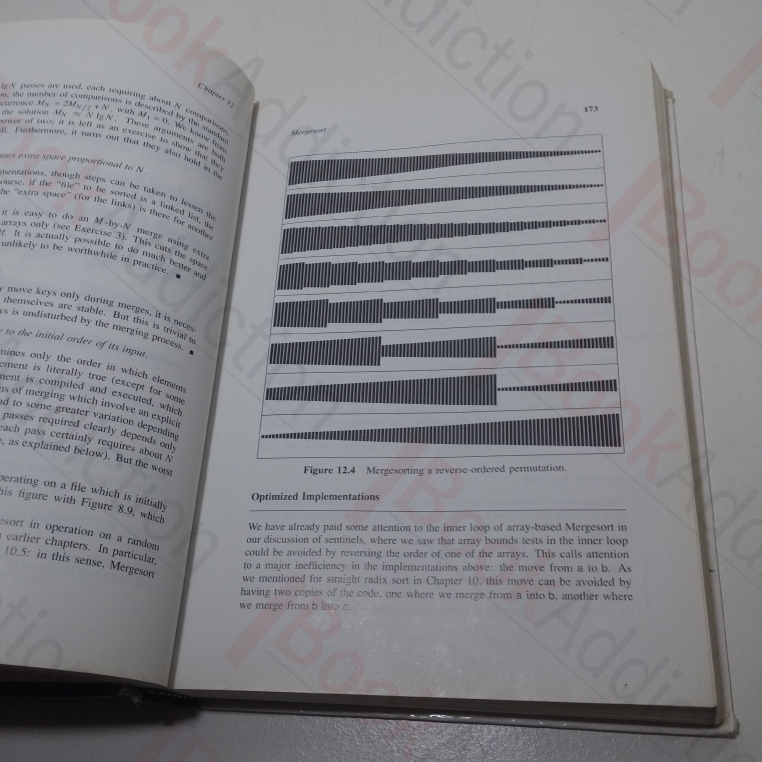 Chapter 12
lg N passes are used, each requiring about N comparisons.
on, the number of comparisons is described by the standard
currence M_N = 2M_{N/2} + N, with M_1 = 0. We know from
the solution M_N ≈ N lg N. These arguments are both
power of two; it is left as an exercise to show that they
ll. Furthermore, it turns out that they also hold in the
uses extra space proportional to N.
mentations, though steps can be taken to lessen the
ourse, if the "file" to be sorted is a linked list, the
the "extra space" (for the links) is there for another
it is easy to do an M-by-N merge using extra
arrays only (see Exercise 3). This cuts the space
lf. It is actually possible to do much better and
unlikely to be worthwhile in practice. ■
y move keys only during merges, it is neces-
themselves are stable. But this is trivial to
ys is undisturbed by the merging process. ■
e to the initial order of its input.
mines only the order in which elements
ement is literally true (except for some
ment is compiled and executed, which
ns of merging which involve an explicit
ad to some greater variation depending
passes required clearly depends only
each pass certainly requires about N
e, as explained below). But the worst
perating on a file which is initially
his figure with Figure 8.9, which
esort in operation on a random
earlier chapters. In particular,
10.5: in this sense, Mergesort
Mergesort
173
Figure 12.4 Mergesorting a reverse-ordered permutation.
Optimized Implementations
We have already paid some attention to the inner loop of array-based Mergesort in
our discussion of sentinels, where we saw that array bounds tests in the inner loop
could be avoided by reversing the order of one of the arrays. This calls attention
to a major inefficiency in the implementations above: the move from a to b. As
we mentioned for straight radix sort in Chapter 10, this move can be avoided by
having two copies of the code, one where we merge from a into b, another where
we merge from b into a.
BookAddiction